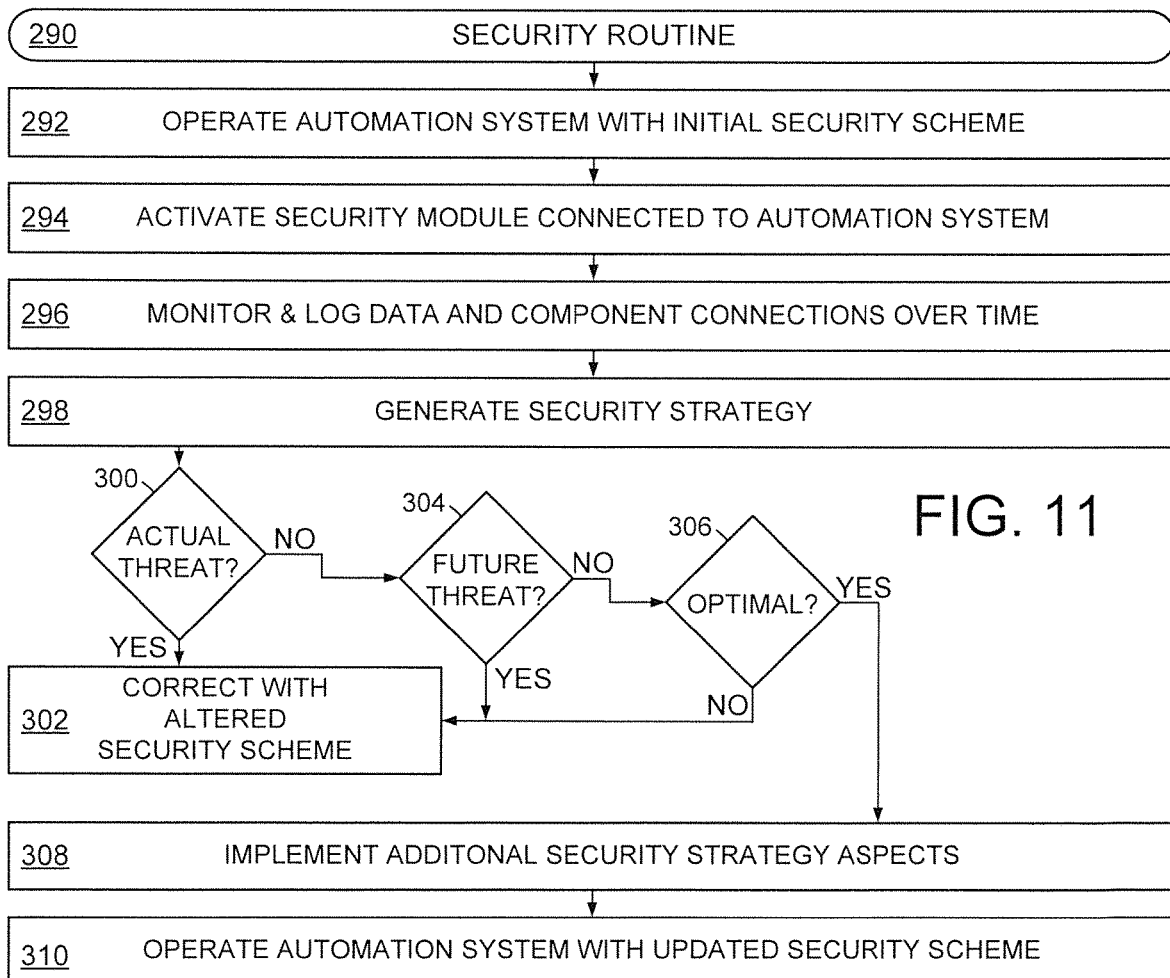 290 SECURITY ROUTINE
292 OPERATE AUTOMATION SYSTEM WITH INITIAL SECURITY SCHEME
294 ACTIVATE SECURITY MODULE CONNECTED TO AUTOMATION SYSTEM
296 MONITOR & LOG DATA AND COMPONENT CONNECTIONS OVER TIME
298 GENERATE SECURITY STRATEGY
300
ACTUAL
THREAT?
NO
YES
304
FUTURE
THREAT?
NO
YES
306
OPTIMAL?
YES
NO
FIG. 11
302
CORRECT WITH
ALTERED
SECURITY SCHEME
308 IMPLEMENT ADDITONAL SECURITY STRATEGY ASPECTS
310 OPERATE AUTOMATION SYSTEM WITH UPDATED SECURITY SCHEME